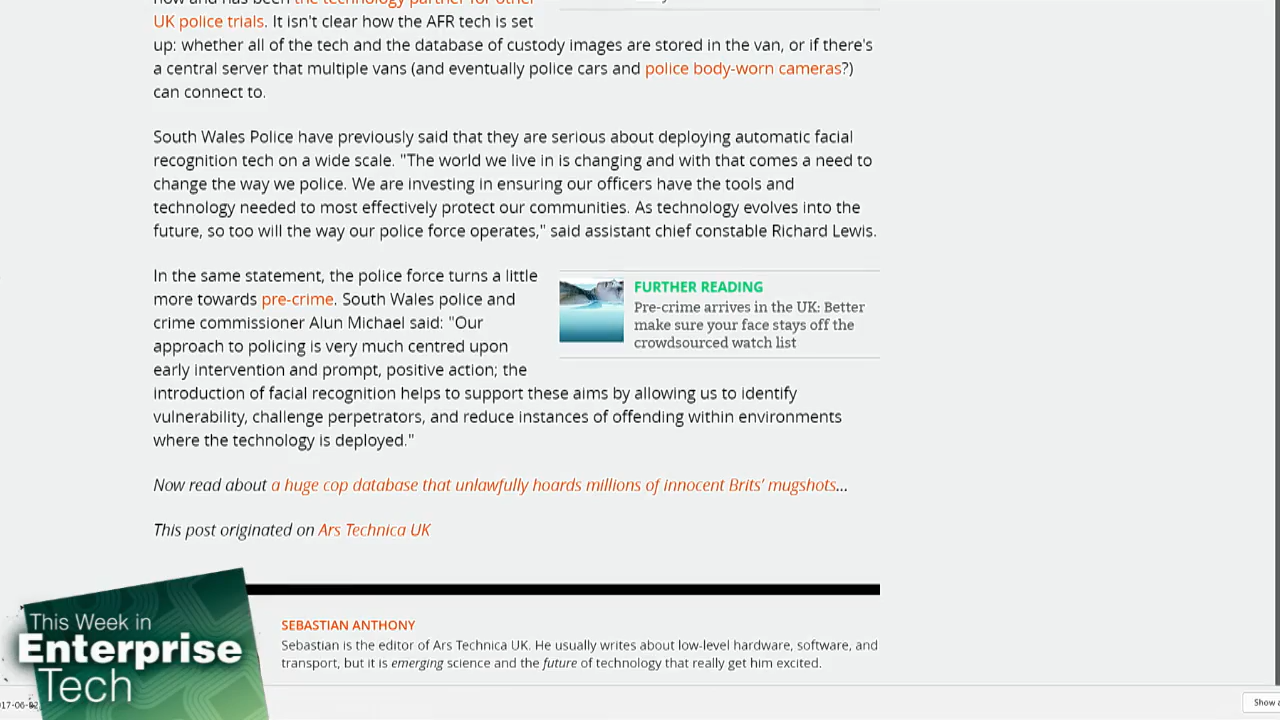 the technology partner for other
UK police trials. It isn't clear how the AFR tech is set
up: whether all of the tech and the database of custody images are stored in the van, or if there's
a central server that multiple vans (and eventually police cars and police body-worn cameras?)
can connect to.
South Wales Police have previously said that they are serious about deploying automatic facial
recognition tech on a wide scale. "The world we live in is changing and with that comes a need to
change the way we police. We are investing in ensuring our officers have the tools and
technology needed to most effectively protect our communities. As technology evolves into the
future, so too will the way our police force operates," said assistant chief constable Richard Lewis.
In the same statement, the police force turns a little
more towards pre-crime. South Wales police and
crime commissioner Alun Michael said: "Our
approach to policing is very much centred upon
early intervention and prompt, positive action; the
introduction of facial recognition helps to support these aims by allowing us to identify
vulnerability, challenge perpetrators, and reduce instances of offending within environments
where the technology is deployed."
FURTHER READING
Pre-crime arrives in the UK: Better
make sure your face stays off the
crowdsourced watch list
Now read about a huge cop database that unlawfully hoards millions of innocent Brits’ mugshots...
This post originated on Ars Technica UK
SEBASTIAN ANTHONY
Sebastian is the editor of Ars Technica UK. He usually writes about low-level hardware, software, and
transport, but it is emerging science and the future of technology that really get him excited.
This Week in
Enterprise
Tech
Show